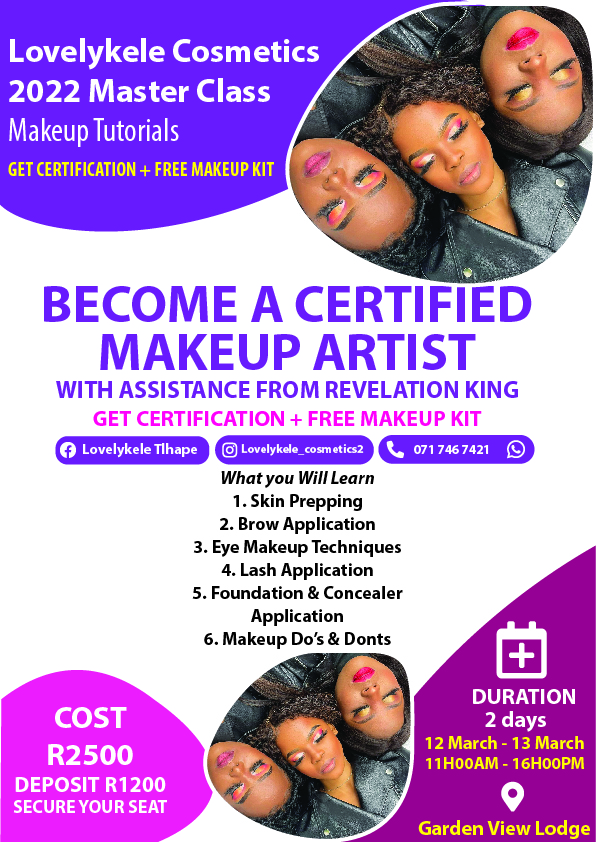 Lovelykele Cosmetics
2022 Master Class
Makeup Tutorials
GET CERTIFICATION + FREE MAKEUP KIT
BECOME A CERTIFIED
MAKEUP ARTIST
WITH ASSISTANCE FROM REVELATION KING
GET CERTIFICATION + FREE MAKEUP KIT
Lovelykele Tlhape
Lovelykele_cosmetics2
071 746 7421
What you Will Learn
1. Skin Prepping
2. Brow Application
3. Eye Makeup Techniques
4. Lash Application
5. Foundation & Concealer
Application
6. Makeup Do's & Donts
COST
R2500
DEPOSIT R1200
SECURE YOUR SEAT
DURATION
2 days
12 March - 13 March
11H00AM - 16H00PM
Garden View Lodge